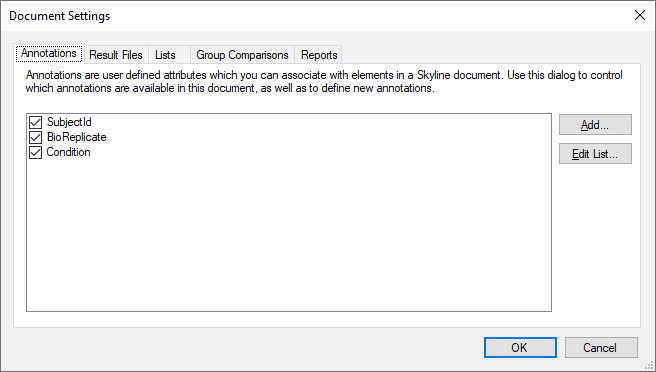 Document Settings
Annotations Result Files Lists Group Comparisons Reports
Annotations are user defined attributes which you can associate with elements in a Skyline document. Use this dialog to control
which annotations are available in this document, as well as to define new annotations.
SubjectId
BioReplicate
Condition
Add...
Edit List...
OK Cancel